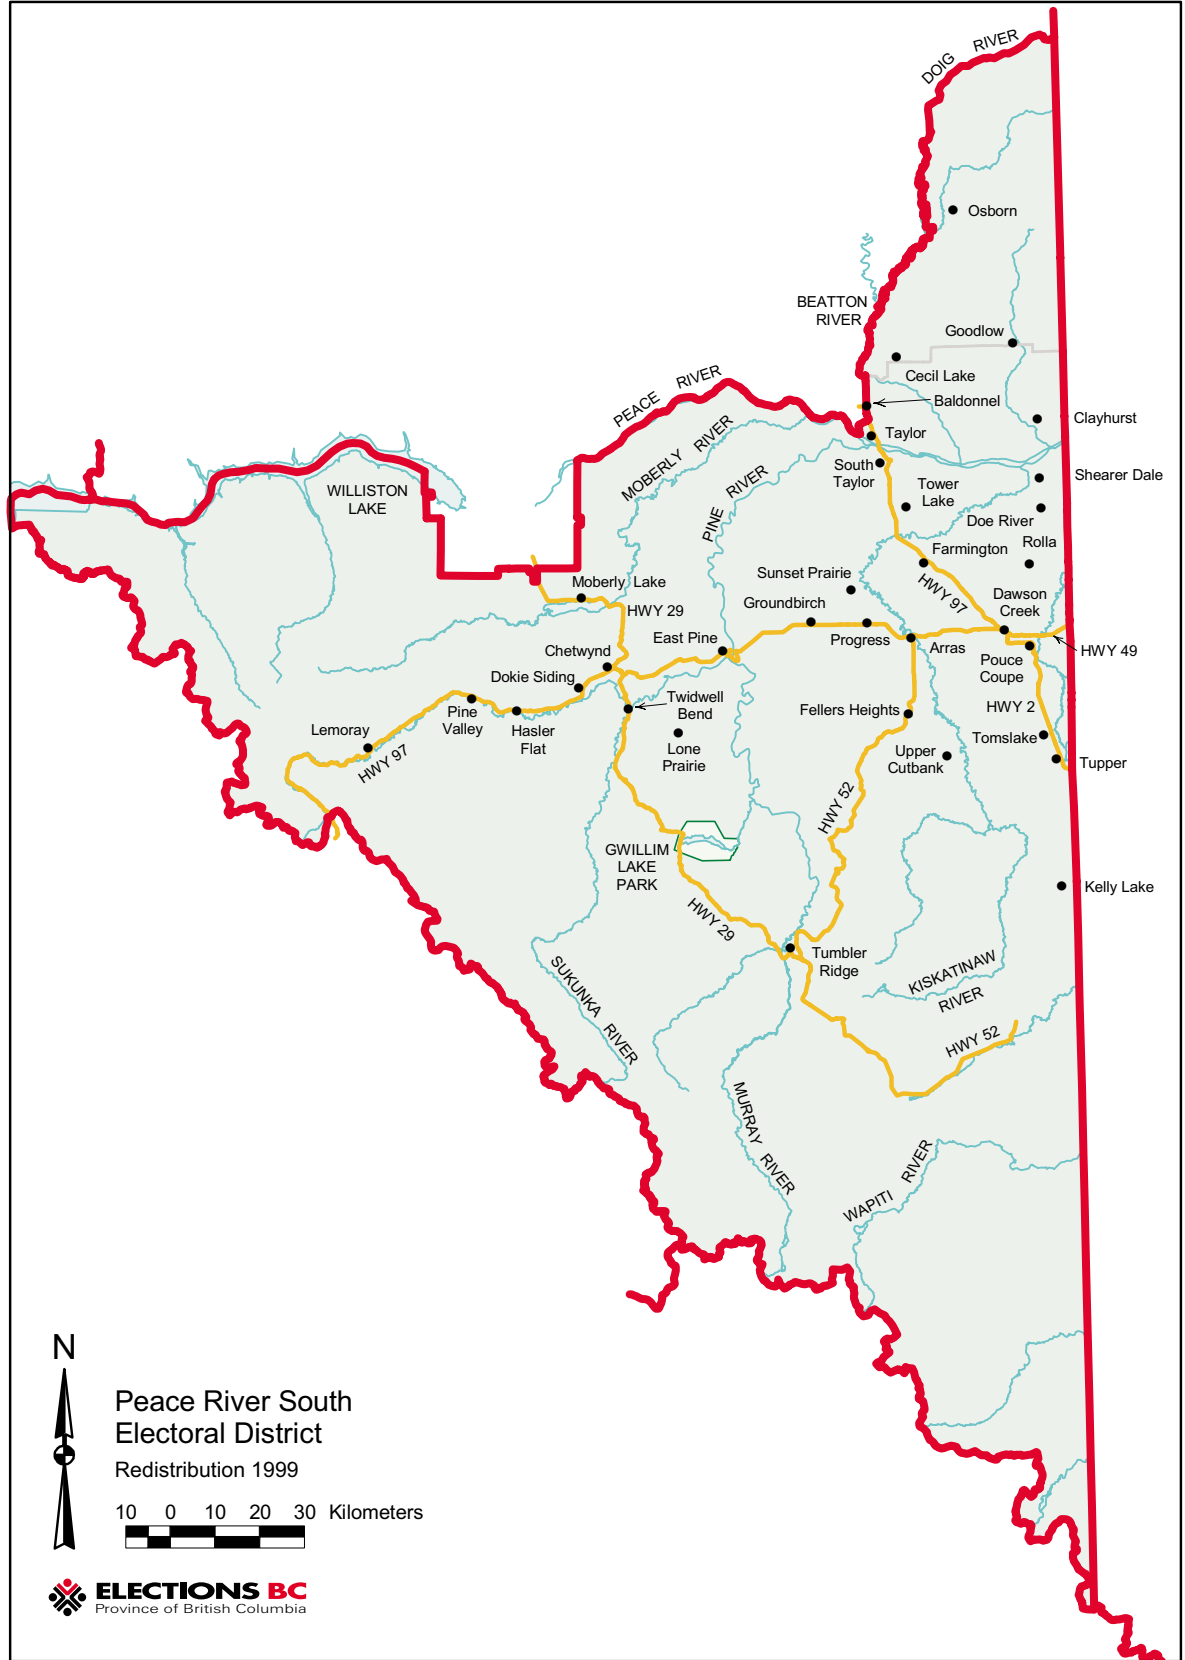 DOIG RIVER
Osborn
BEATTON
RIVER
Goodlow
Cecil Lake
PEACE RIVER
Baldonnel
Clayhurst
Taylor
MOBERLY RIVER
South
Taylor
PINE RIVER
Shearer Dale
WILLISTON
LAKE
Tower
Lake
Doe River
Rolla
Farmington
Sunset Prairie
Moberly Lake
HWY 97
Dawson
Creek
HWY 29
Groundbirch
East Pine
Progress
Arras
HWY 49
Chetwynd
Pouce
Coupe
Dokie Siding
Twidwell
Bend
HWY 2
Pine
Valley
Hasler
Flat
Fellers Heights
Lemoray
Lone
Prairie
Tomslake
Upper
Cutbank
HWY 97
Tupper
HWY 52
GWILLIM
LAKE
PARK
Kelly Lake
HWY 29
Tumbler
Ridge
SUKUNKA RIVER
KISKATINAW
RIVER
HWY 52
MURRAY RIVER
WAPITI RIVER
N
Peace River South
Electoral District
Redistribution 1999
10 0 10 20 30 Kilometers
ELECTIONS BC
Province of British Columbia